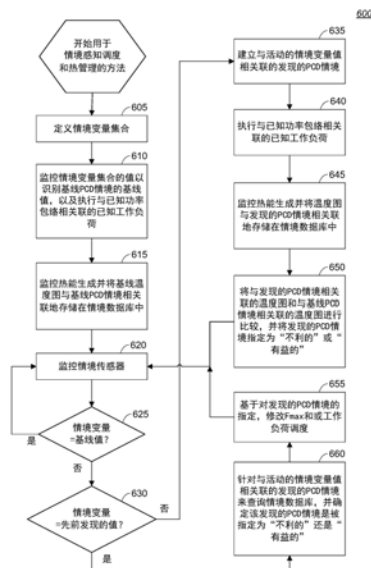 600
开始用于
情境感知调度
和热管理的方法
605
定义情境变量集合
610
监控情境变量集合的值以
识别基线PCD情境的基线
值，以及执行与已知功率
包络相关联的已知工作负
荷
615
监控热能生成并将基线温
度图与基线PCD情境相关
联地存储在情境数据库中
620
监控情境传感器
625
情境变量
=基线值?
是
否
630
情境变量
=先前发现的值?
否
是
635
建立与活动的情境变量值
相关联的发现的PCD情境
640
执行与已知功率包络相关
联的已知工作负荷
645
监控热能生成并将温度图
与发现的PCD情境相关联
地存储在情境数据库中
650
将与发现的PCD情境相关
联的温度图和与基线PCD
情境相关联的温度图进行
比较，并将发现的PCD情
境指定为“不利的”或“
有益的”
655
基于对发现的PCD情境的
指定，修改Fmax和或工作
负荷调度
660
针对与活动的情境变量值
相关联的发现的PCD情境
来查询情境数据库，并确
定该发现的PCD情境是被
指定为“不利的”还是“
有益的”